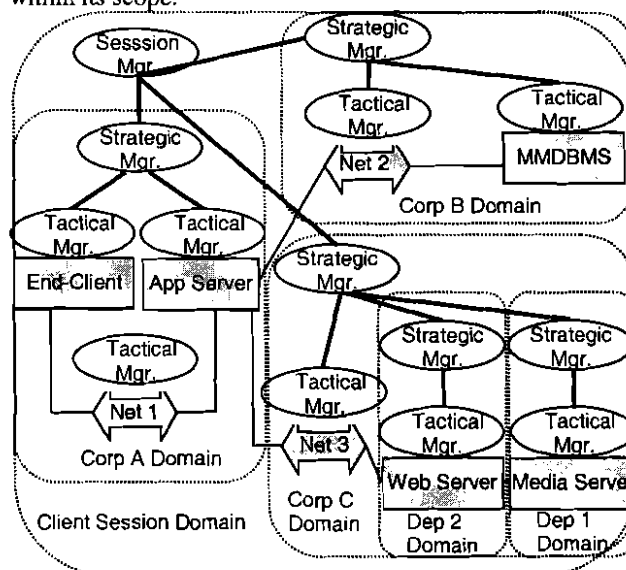 within its scope.
Sesssion
Mgr.
Strategic
Mgr.
Tactical
Mgr.
Tactical
Mgr.
MMDBMS
Net 2
Corp B Domain
Strategic
Mgr.
Tactical
Mgr.
Tactical
Mgr.
End-Client
App Server
Tactical
Mgr.
Net 1
Corp A Domain
Client Session Domain
Strategic
Mgr.
Tactical
Mgr.
Net 3
Corp C
Domain
Strategic
Mgr.
Tactical
Mgr.
Web Server
Dep 2
Domain
Strategic
Mgr.
Tactical
Mgr.
Media Serve
Dep 1
Domain